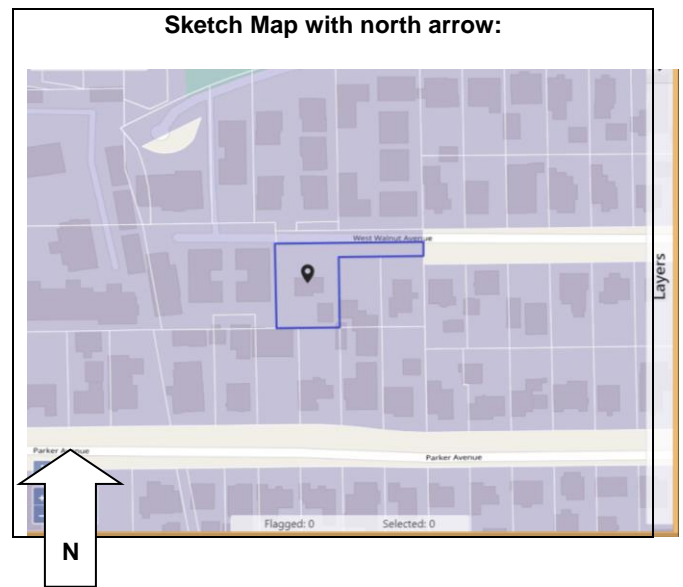 Sketch Map with north arrow:
West Walnut Avenue
Layers
Parker Avenue
Parker Avenue
Flagged: 0 Selected: 0
N